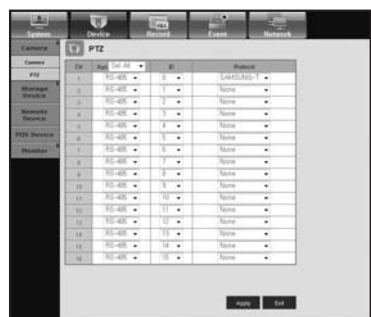 System Device Record Event Network
Camera
Camera
PTZ
Storage Device
Remote Device
POS Device
Monitor
PTZ
CH Port Set All ID Protocol
1 RS-485 0 SAMSUNG-T
2 RS-485 1 None
3 RS-485 2 None
4 RS-485 3 None
5 RS-485 4 None
6 RS-485 5 None
7 RS-485 6 None
8 RS-485 7 None
9 RS-485 8 None
10 RS-485 9 None
11 RS-485 10 None
12 RS-485 11 None
13 RS-485 12 None
14 RS-485 13 None
15 RS-485 14 None
16 RS-485 15 None
Apply Exit